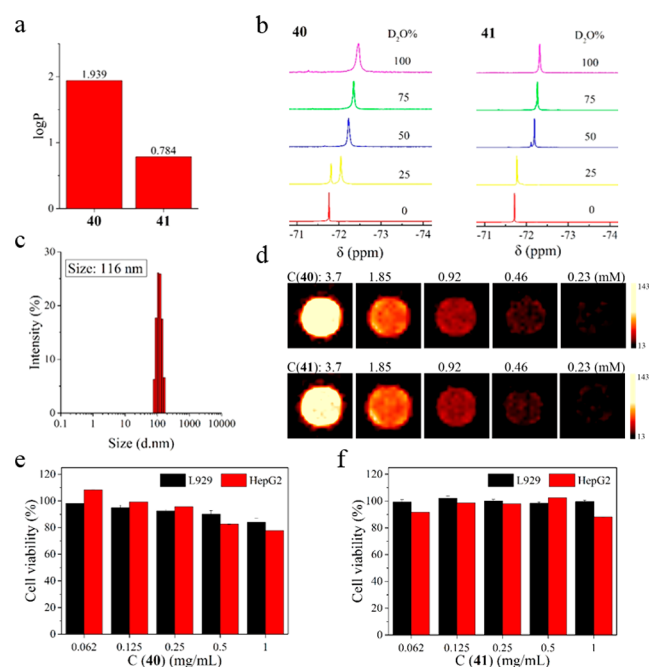 a
logP
2
1
0
1.939
0.784
40
41
b
40
D₂O%
100
75
50
25
0
-71 -72 -73 -74
δ (ppm)
41
D₂O%
100
75
50
25
0
-71 -72 -73 -74
δ (ppm)
c
Size: 116 nm
Intensity (%)
40
30
20
10
0
0.1 1 10 100 1000 10000
Size (d.nm)
d
C(40): 3.7 1.85 0.92 0.46 0.23 (mM)
143
13
C(41): 3.7 1.85 0.92 0.46 0.23 (mM)
143
13
e
L929 HepG2
Cell viability (%)
120
100
80
60
40
20
0
0.062 0.125 0.25 0.5 1
C (40) (mg/mL)
f
L929 HepG2
Cell viability (%)
120
100
80
60
40
20
0
0.062 0.125 0.25 0.5 1
C (41) (mg/mL)